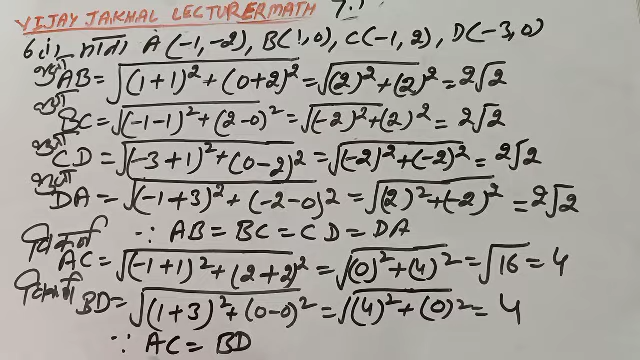 VIJAY JAKHAL LECTURER MATH 7.1
6 (i) माना A(-1, -2), B(1, 0), C(-1, 2), D(-3, 0)
भुजा AB = √(1+1)² + (0+2)² = √(2)² + (2)² = 2√2
भुजा BC = √(-1-1)² + (2-0)² = √(-2)² + (2)² = 2√2
भुजा CD = √(-3+1)² + (0-2)² = √(-2)² + (-2)² = 2√2
भुजा DA = √(-1+3)² + (-2-0)² = √(2)² + (-2)² = 2√2
∵ AB = BC = CD = DA
विकर्ण AC = √(-1+1)² + (2+2)² = √(0)² + (4)² = √16 = 4
विकर्ण BD = √(1+3)² + (0-0)² = √(4)² + (0)² = 4
∵ AC = BD